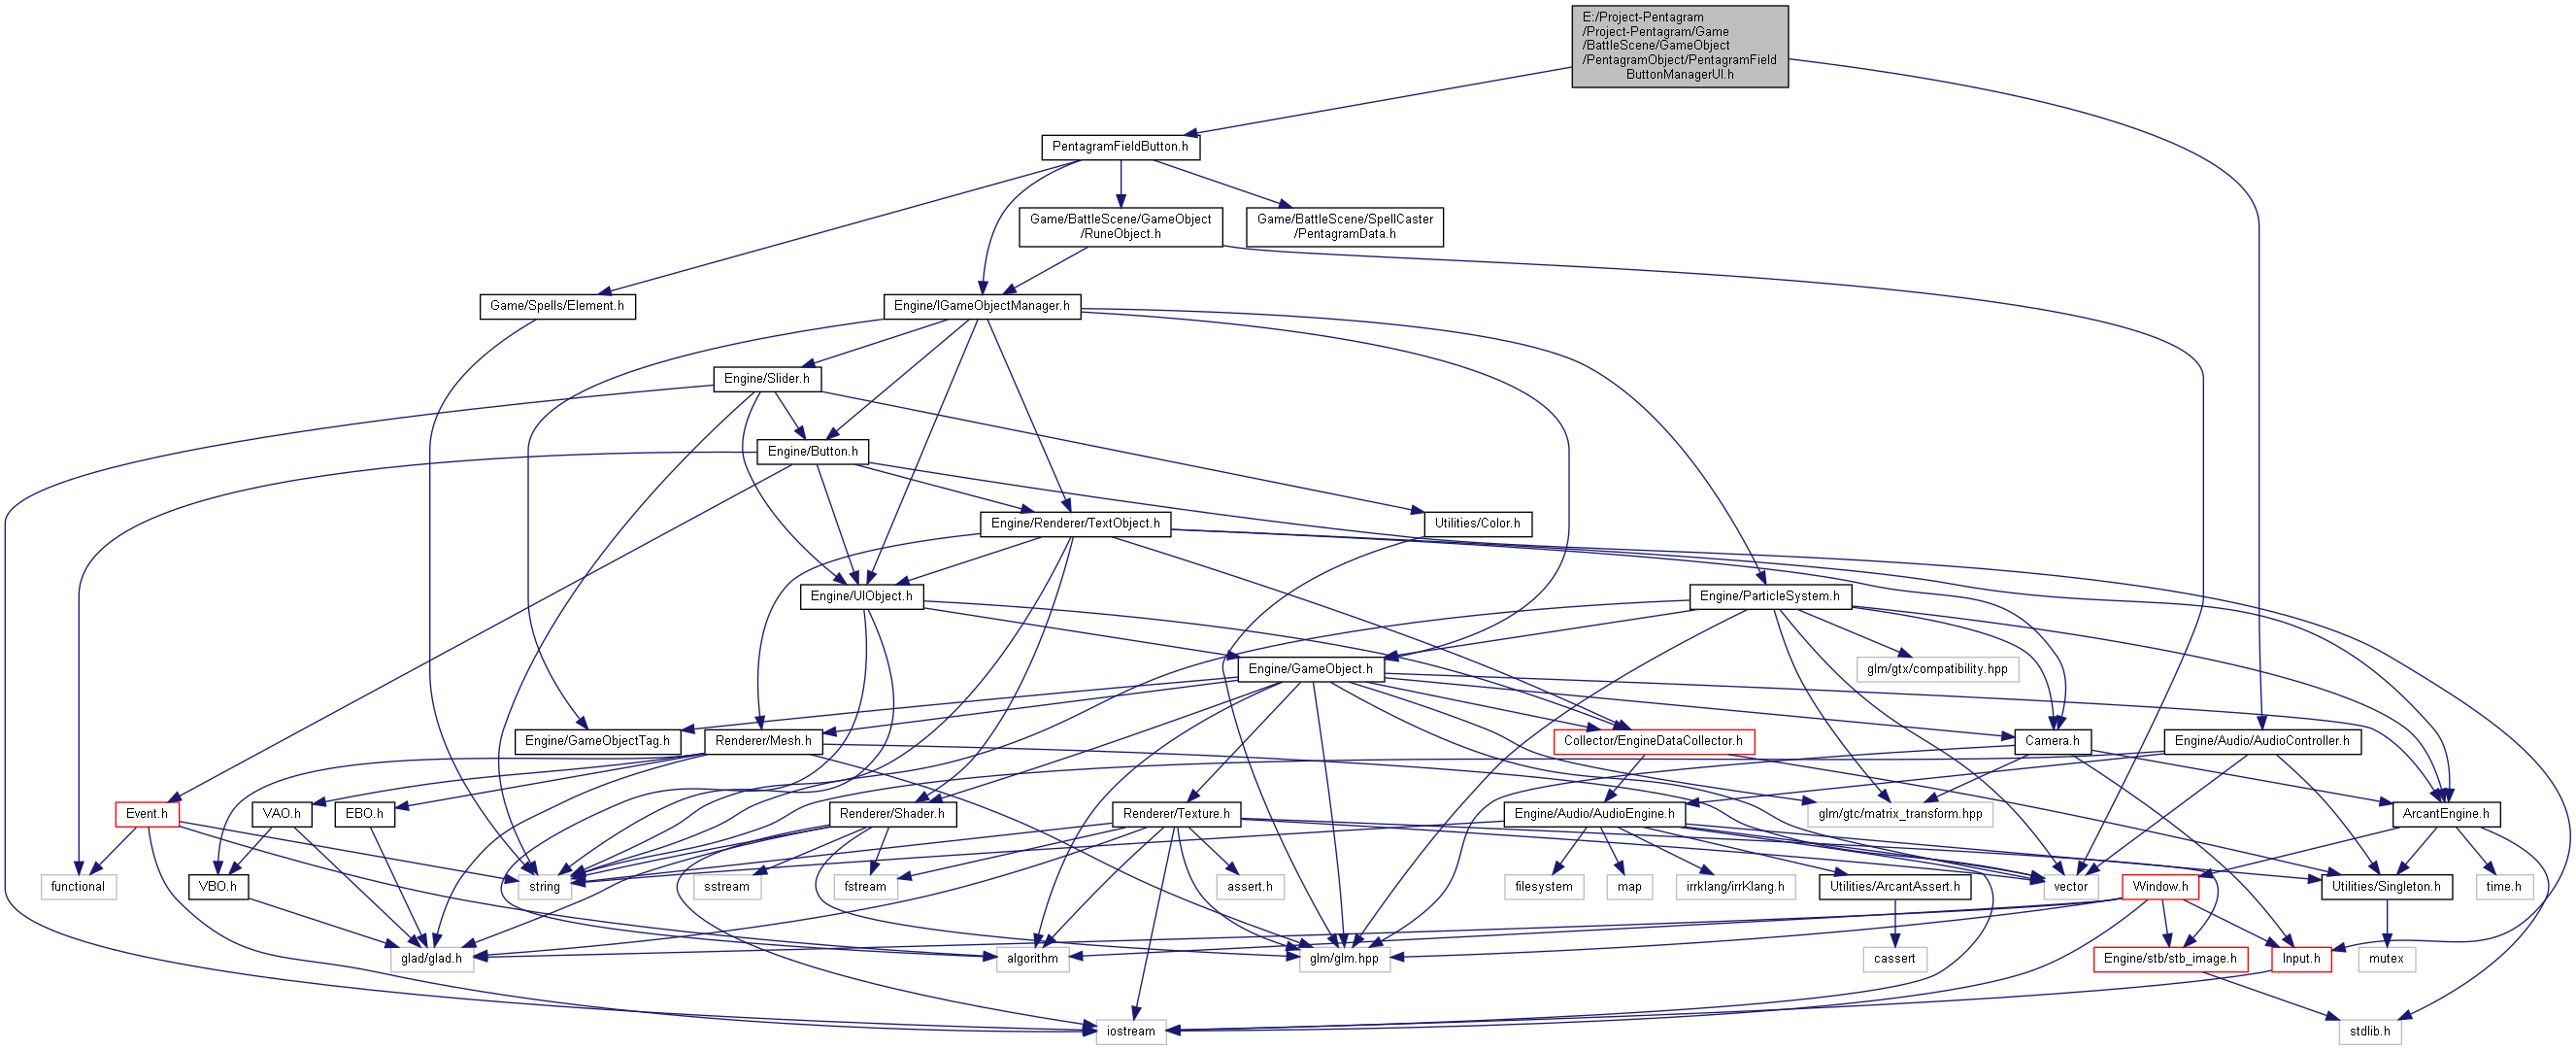 E:/Project-Pentagram
/Project-Pentagram/Game
/BattleScene/GameObject
/PentagramObject/PentagramField
ButtonManagerUI.h
PentagramFieldButton.h
Game/BattleScene/GameObject
/RuneObject.h
Game/BattleScene/SpellCaster
/PentagramData.h
Game/Spells/Element.h
Engine/IGameObjectManager.h
Engine/Slider.h
Engine/Button.h
Engine/Renderer/TextObject.h
Utilities/Color.h
Engine/UIObject.h
Engine/ParticleSystem.h
Engine/GameObject.h
glm/gtx/compatibility.hpp
Engine/GameObjectTag.h
Renderer/Mesh.h
Collector/EngineDataCollector.h
Camera.h
Engine/Audio/AudioController.h
Event.h
VAO.h
EBO.h
Renderer/Shader.h
Renderer/Texture.h
Engine/Audio/AudioEngine.h
glm/gtc/matrix_transform.hpp
ArcantEngine.h
functional
VBO.h
string
sstream
fstream
assert.h
filesystem
map
irrklang/irrKlang.h
Utilities/ArcantAssert.h
vector
Window.h
Utilities/Singleton.h
time.h
glad/glad.h
algorithm
glm/glm.hpp
cassert
Engine/stb/stb_image.h
Input.h
mutex
iostream
stdlib.h